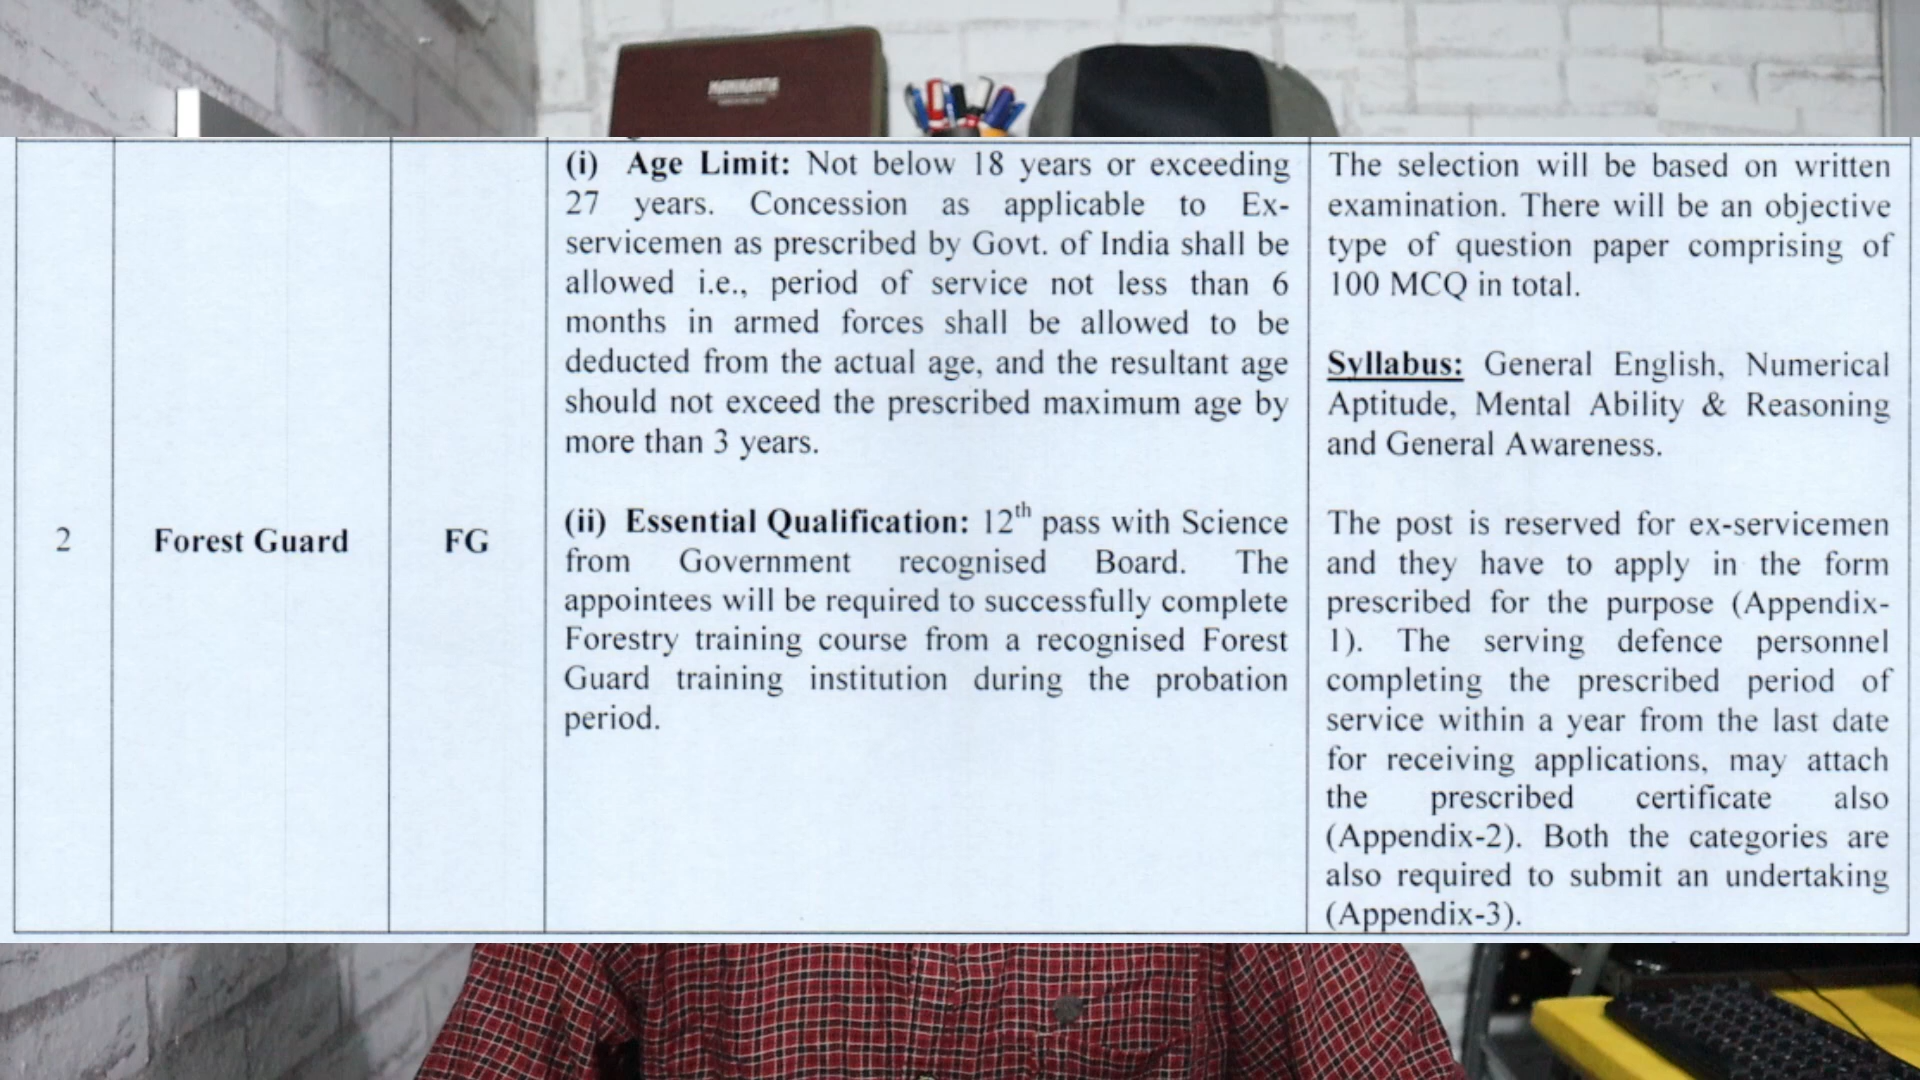 2
Forest Guard
FG
(i) Age Limit: Not below 18 years or exceeding
27 years. Concession as applicable to Ex-
servicemen as prescribed by Govt. of India shall be
allowed i.e., period of service not less than 6
months in armed forces shall be allowed to be
deducted from the actual age, and the resultant age
should not exceed the prescribed maximum age by
more than 3 years.
(ii) Essential Qualification: 12th pass with Science
from Government recognised Board. The
appointees will be required to successfully complete
Forestry training course from a recognised Forest
Guard training institution during the probation
period.
The selection will be based on written
examination. There will be an objective
type of question paper comprising of
100 MCQ in total.
Syllabus: General English, Numerical
Aptitude, Mental Ability & Reasoning
and General Awareness.
The post is reserved for ex-servicemen
and they have to apply in the form
prescribed for the purpose (Appendix-
1). The serving defence personnel
completing the prescribed period of
service within a year from the last date
for receiving applications, may attach
the prescribed certificate also
(Appendix-2). Both the categories are
also required to submit an undertaking
(Appendix-3).